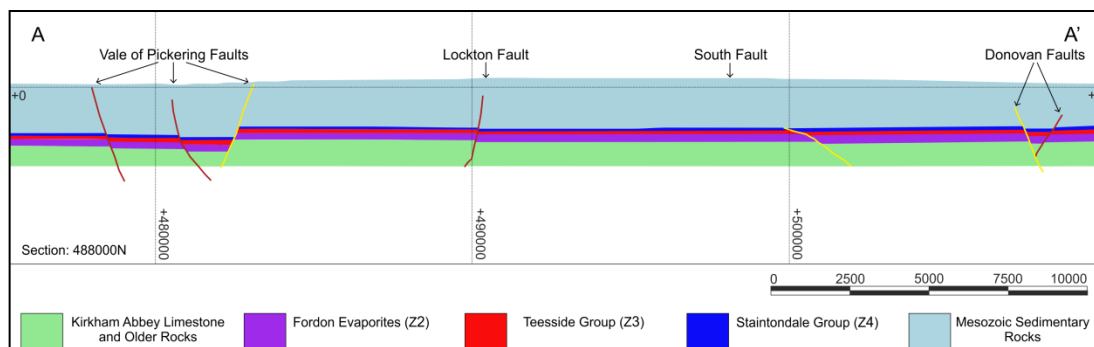 A
A'
Vale of Pickering Faults
Lockton Fault
South Fault
Donovan Faults
+0
+480000
+490000
+500000
Section: 488000N
0 2500 5000 7500 10000
Kirkham Abbey Limestone
and Older Rocks
Fordon Evaporites (Z2)
Teesside Group (Z3)
Staintondale Group (Z4)
Mesozoic Sedimentary
Rocks